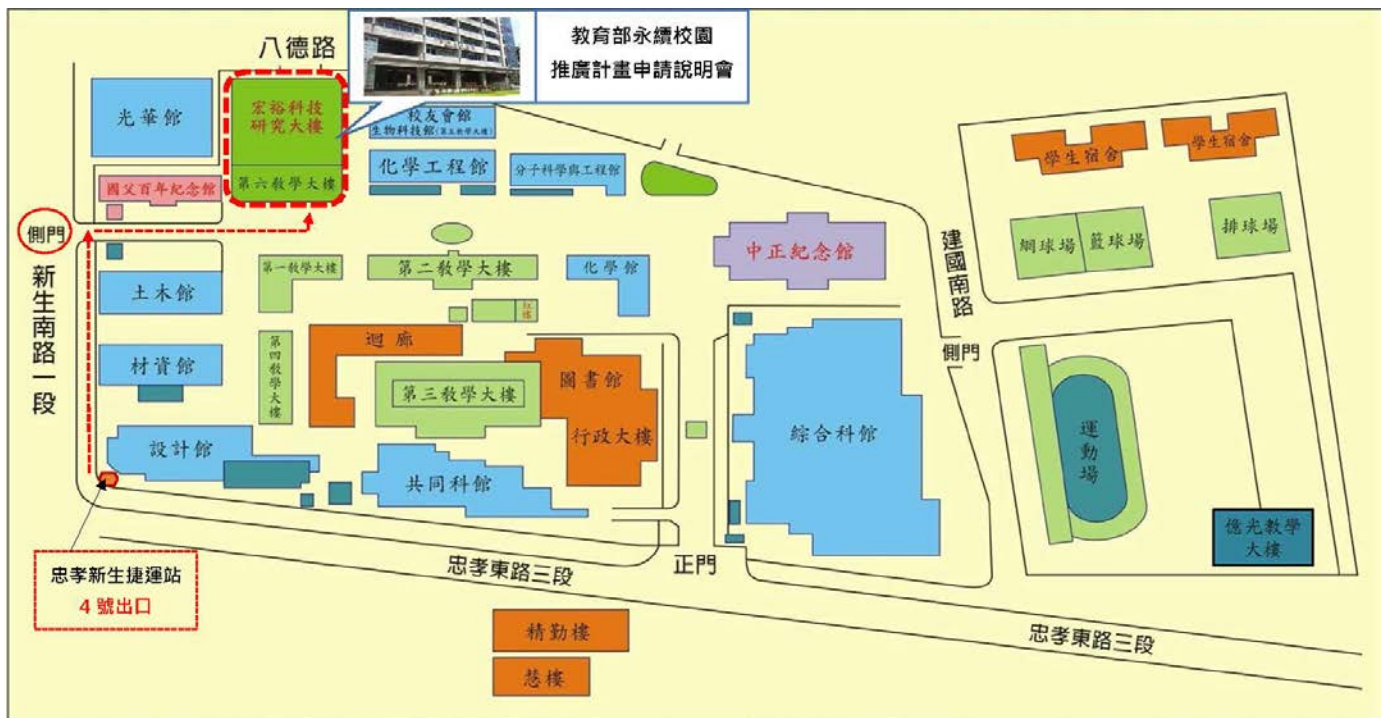 八德路
教育部永續校園
推廣計畫申請說明會
光華館
宏裕科技
研究大樓
校友會館
生物科技館(第五教學大樓)
化學工程館
分子科學與工程館
國父百年紀念館
第六教學大樓
學生宿舍
學生宿舍
側門
新生南路一段
土木館
第一教學大樓
第二教學大樓
化學館
中正紀念館
建國南路
網球場
籃球場
排球場
紅樓
材資館
第四教學大樓
迴廊
第三教學大樓
圖書館
行政大樓
側門
綜合科館
運動場
設計館
共同科館
億光教學
大樓
忠孝新生捷運站
4 號出口
忠孝東路三段
正門
忠孝東路三段
精勤樓
慧樓